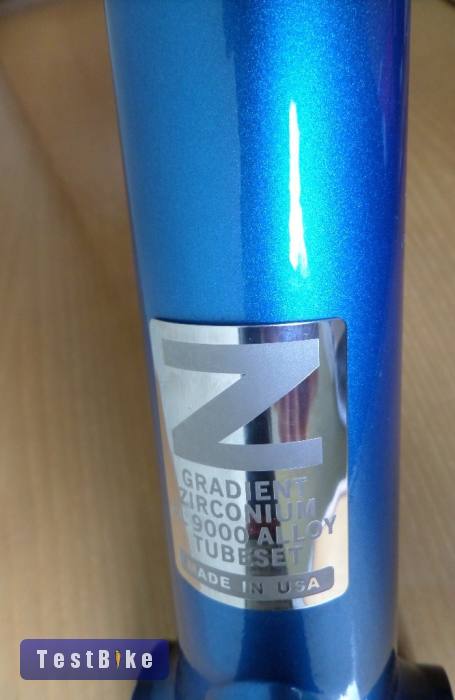 Z
GRADIENT
ZIRCONIUM
9000 ALLOY
TUBESET
MADE IN USA
TestBike